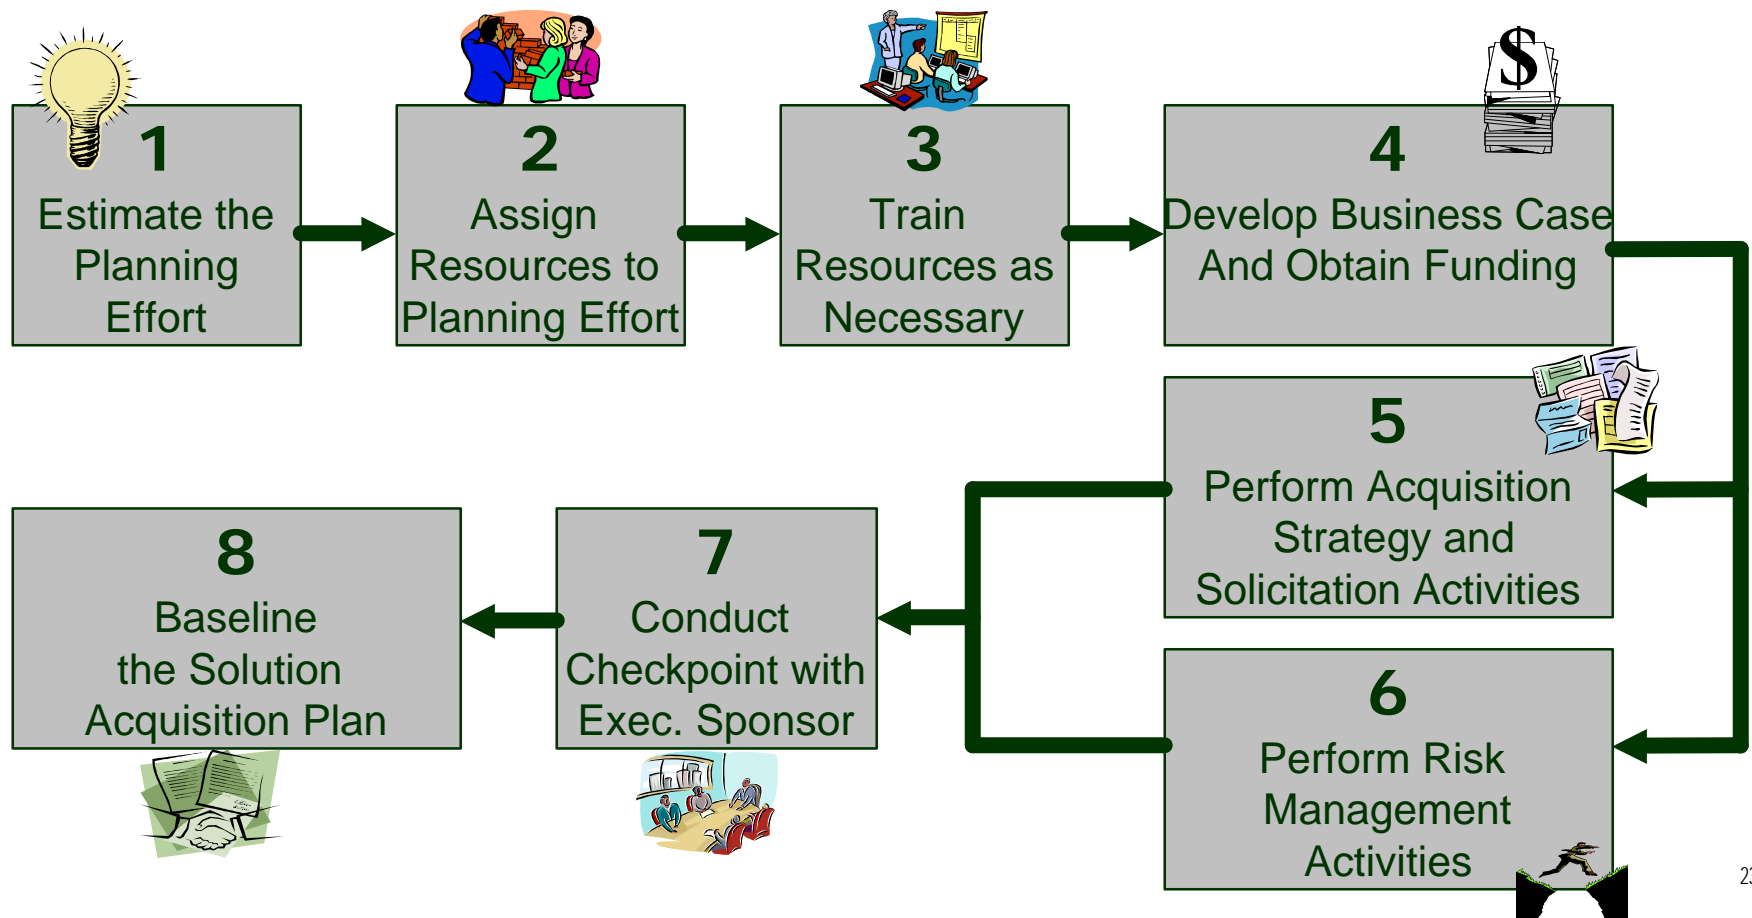 1
Estimate the
Planning
Effort
2
Assign
Resources to
Planning Effort
3
Train
Resources as
Necessary
4
Develop Business Case
And Obtain Funding
$
5
Perform Acquisition
Strategy and
Solicitation Activities
6
Perform Risk
Management
Activities
7
Conduct
Checkpoint with
Exec. Sponsor
8
Baseline
the Solution
Acquisition Plan
23